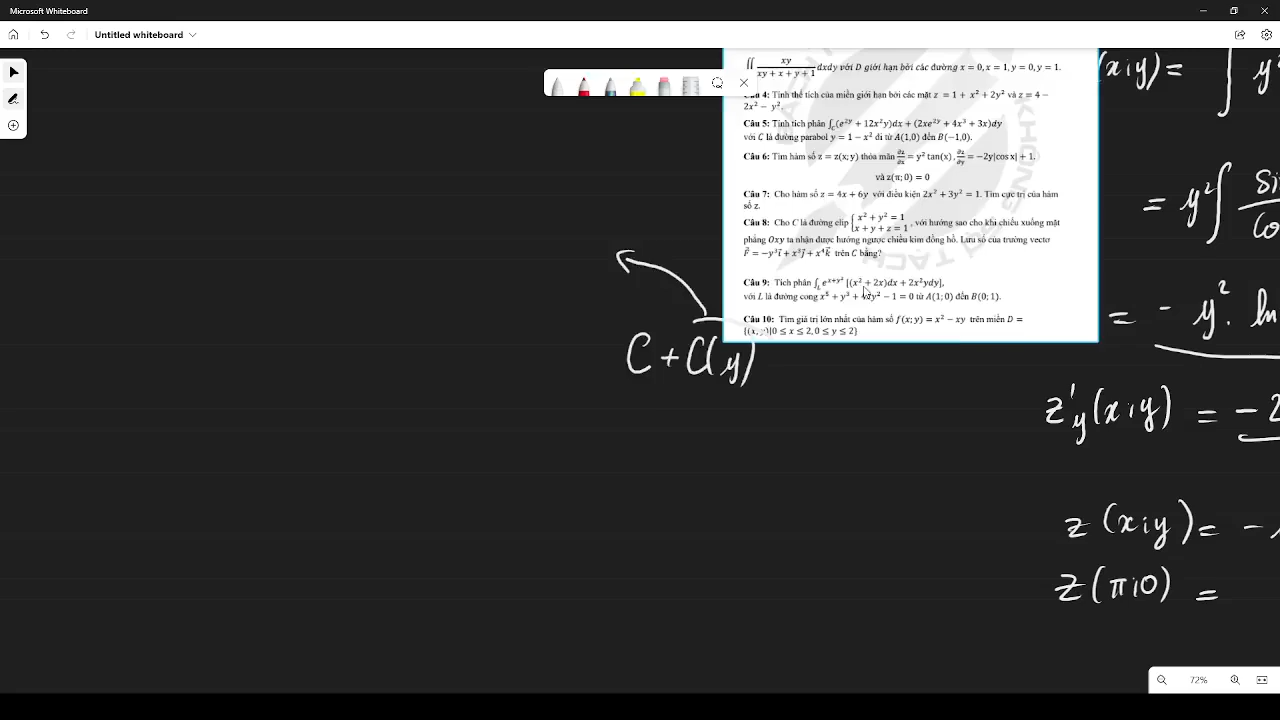 Microsoft Whiteboard
Untitled whiteboard
∬ xy/(xy + x + y + 1) dxdy với D giới hạn bởi các đường x = 0, x = 1, y = 0, y = 1.
Câu 4: Tính thể tích của miền giới hạn bởi các mặt z = 1 + x² + 2y² và z = 4 −
2x² − y².
Câu 5: Tính tích phân ∫_C(e^{2y} + 12x²y)dx + (2xe^{2y} + 4x³ + 3x)dy
với C là đường parabol y = 1 − x² đi từ A(1,0) đến B(−1,0).
Câu 6: Tìm hàm số z = z(x; y) thỏa mãn ∂z/∂x = y² tan(x), ∂z/∂y = −2y|cos x| + 1.
và z(π; 0) = 0
Câu 7: Cho hàm số z = 4x + 6y với điều kiện 2x² + 3y² = 1. Tìm cực trị của hàm
số z.
Câu 8: Cho C là đường elip { x² + y² = 1
x + y + z = 1 , với hướng sao cho khi chiếu xuống mặt
phẳng Oxy ta nhận được hướng ngược chiều kim đồng hồ. Lưu số của trường vectơ
F⃗ = −y³i⃗ + x³j⃗ + x⁴k⃗ trên C bằng?
Câu 9: Tích phân ∫_L e^{x+y²} [(x² + 2x)dx + 2x²ydy],
với L là đường cong x⁵ + y³ + xy² − 1 = 0 từ A(1; 0) đến B(0; 1).
Câu 10: Tìm giá trị lớn nhất của hàm số f(x; y) = x² − xy trên miền D =
{(x, y)|0 ≤ x ≤ 2, 0 ≤ y ≤ 2}
(x;y) = ∫ y²
= y² ∫ si
co
= − y². ln
C + C(y)
z'y(x;y) = −2
z(x;y) = −
z(π;0) =
72%